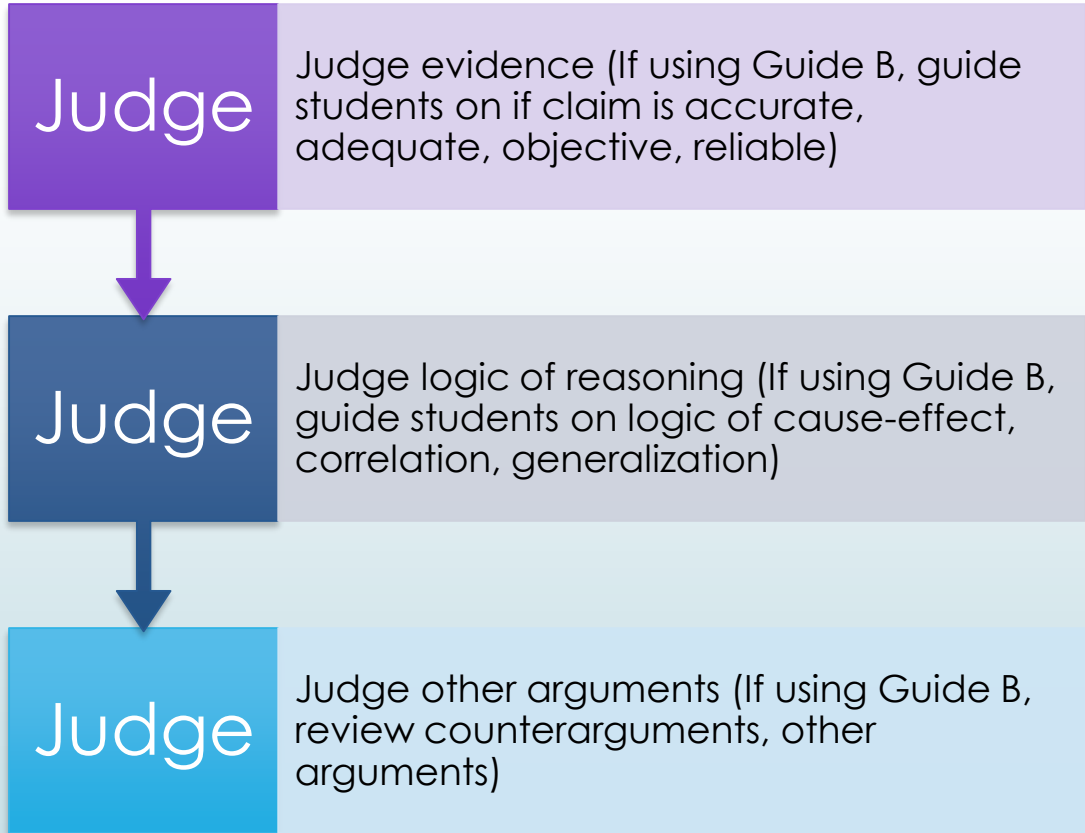 Judge
Judge evidence (If using Guide B, guide
students on if claim is accurate,
adequate, objective, reliable)
Judge
Judge logic of reasoning (If using Guide B,
guide students on logic of cause-effect,
correlation, generalization)
Judge
Judge other arguments (If using Guide B,
review counterarguments, other
arguments)